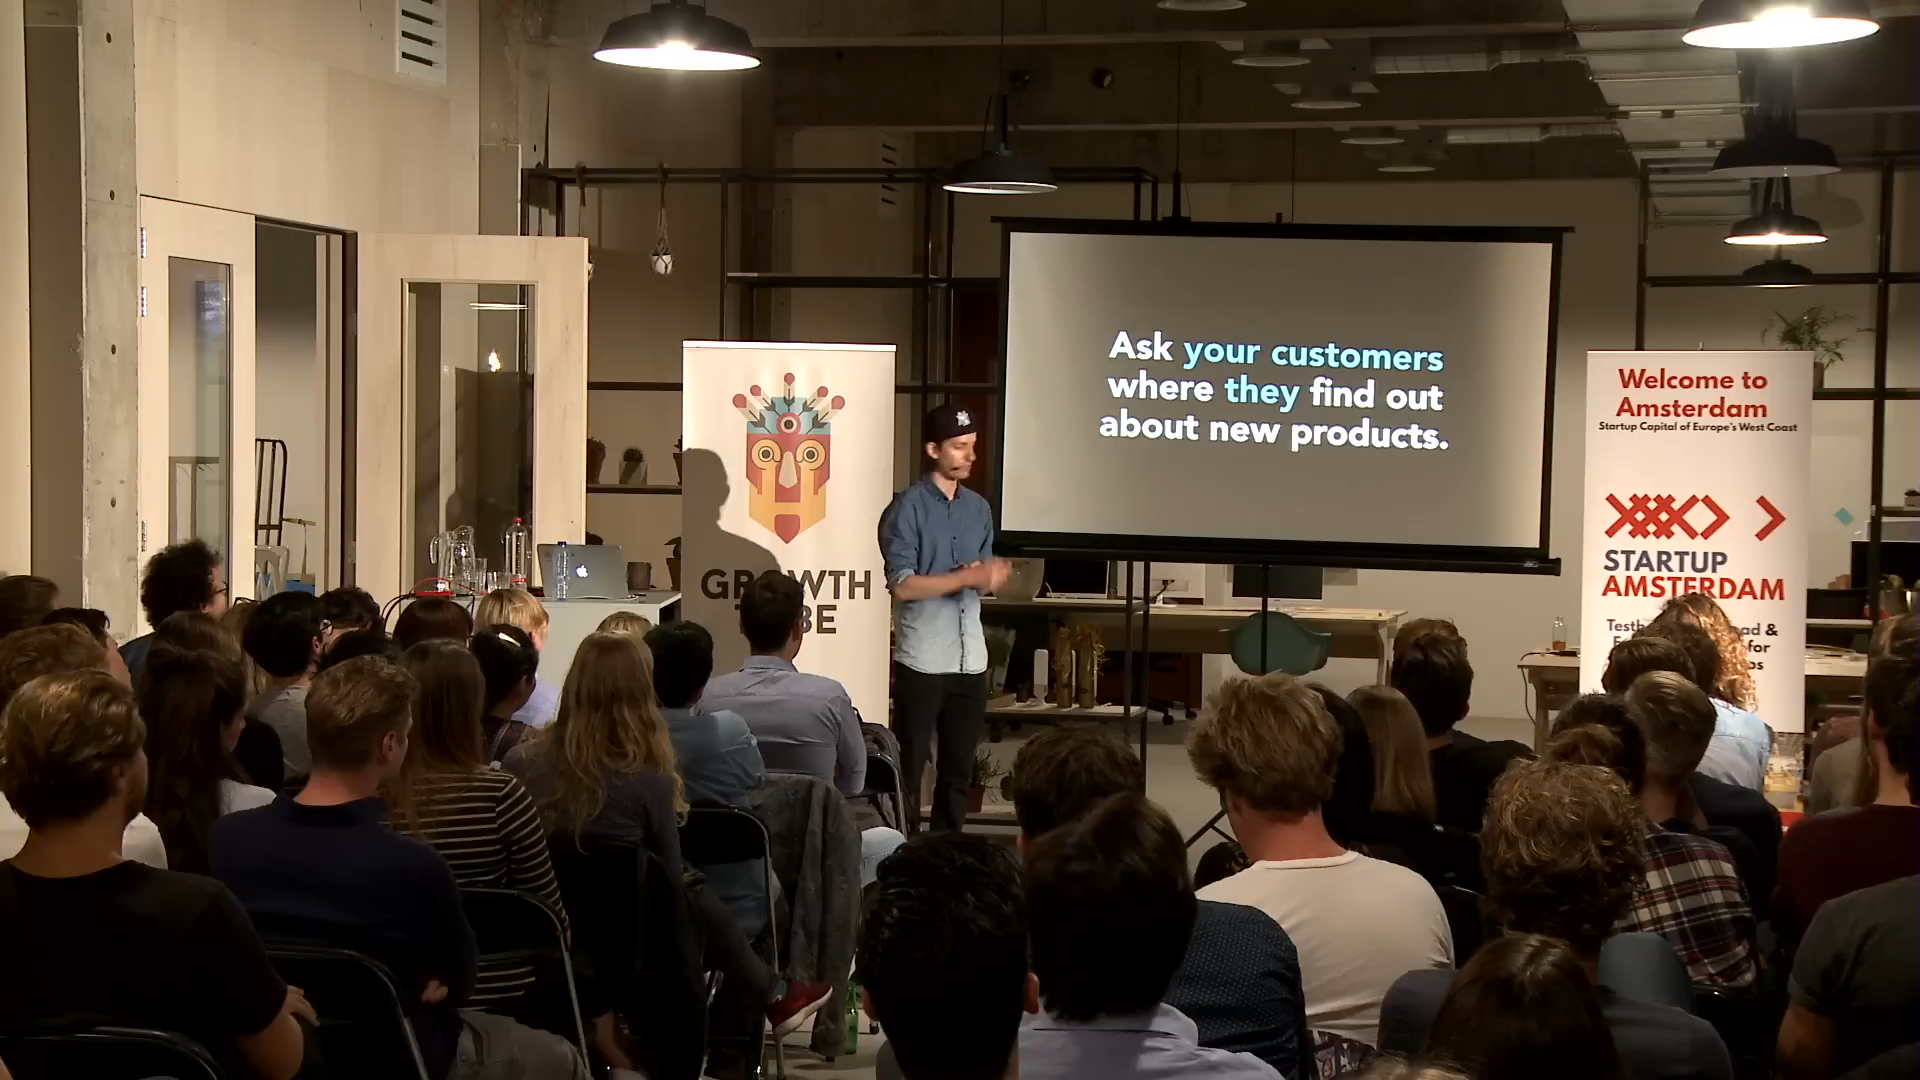 Ask your customers
where they find out
about new products.
GROWTH
Welcome to
Amsterdam
Startup Capital of Europe's West Coast
STARTUP
AMSTERDAM
&
for